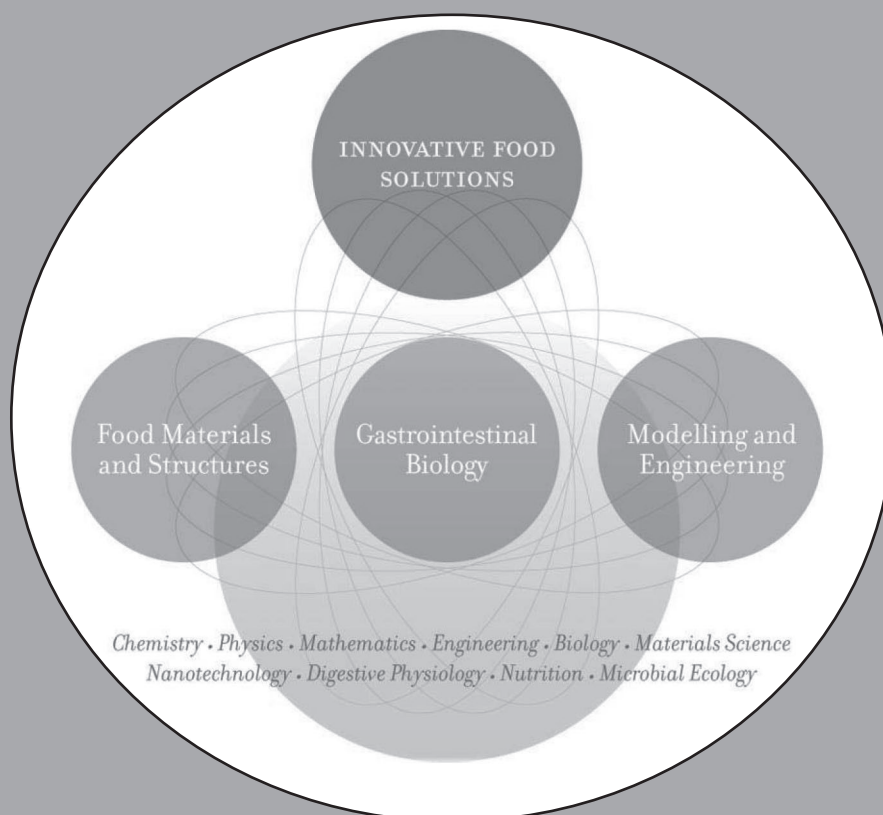 INNOVATIVE FOOD
SOLUTIONS
Food Materials
and Structures
Gastrointestinal
Biology
Modelling and
Engineering
Chemistry • Physics • Mathematics • Engineering • Biology • Materials Science
Nanotechnology • Digestive Physiology • Nutrition • Microbial Ecology